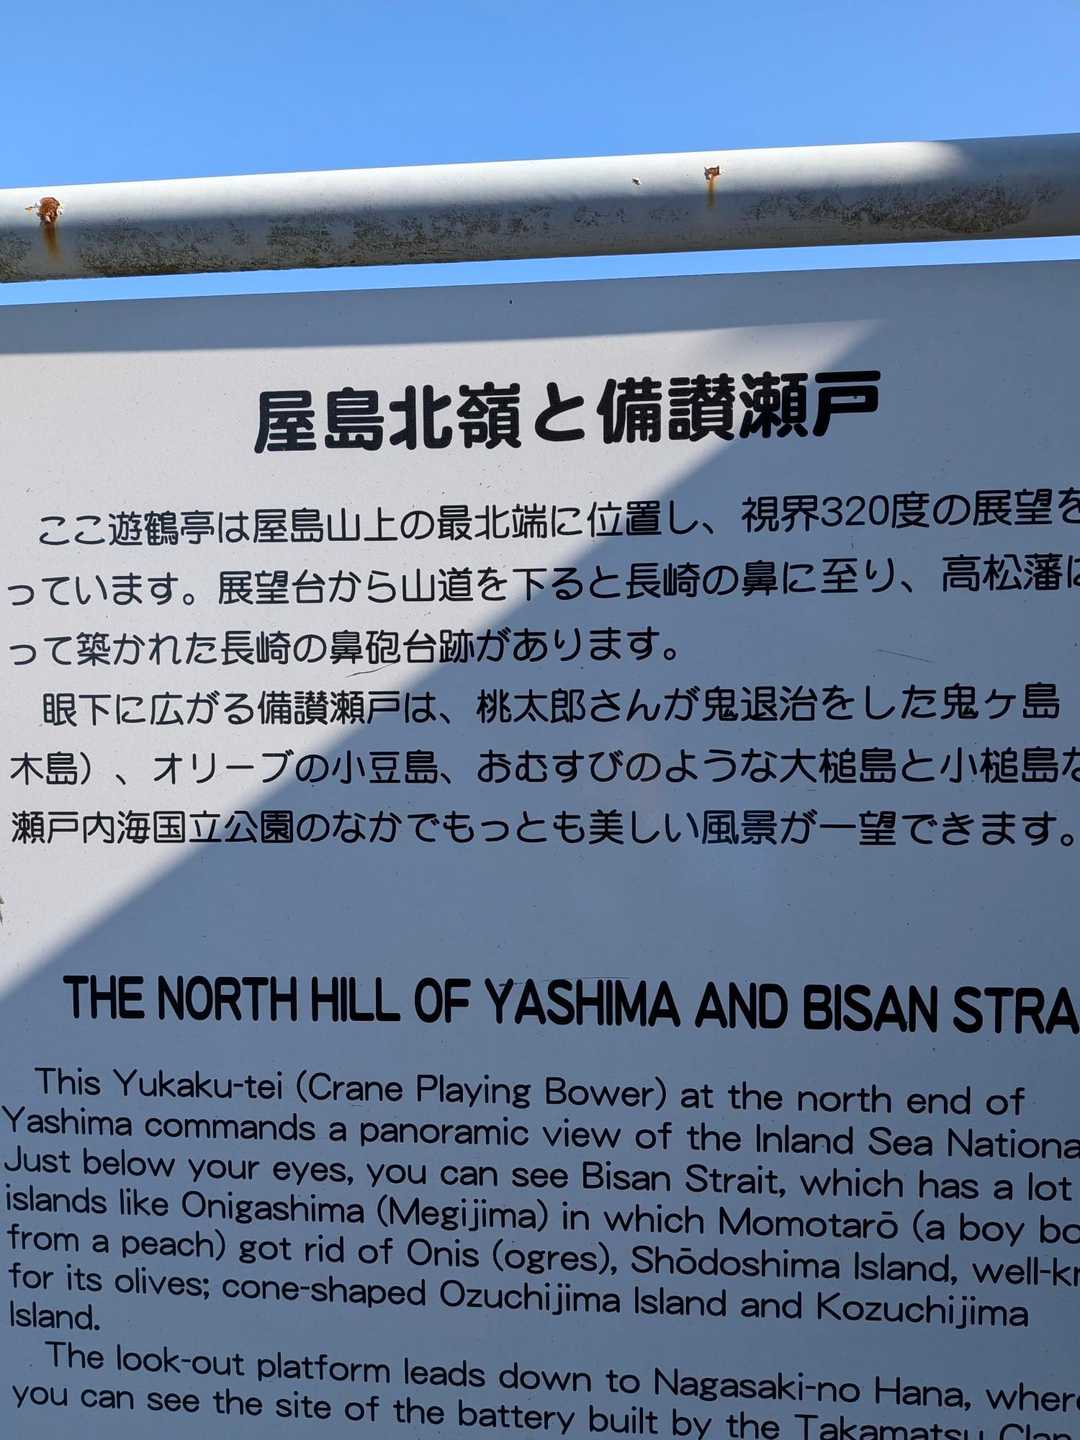 屋島北嶺と備讃瀬戸
ここ遊鶴亭は屋島山上の最北端に位置し、視界320度の展望を
っています。展望台から山道を下ると長崎の鼻に至り、高松藩に
って築かれた長崎の鼻砲台跡があります。
眼下に広がる備讃瀬戸は、桃太郎さんが鬼退治をした鬼ヶ島
木島）、オリーブの小豆島、おむすびのような大槌島と小槌島な
瀬戸内海国立公園のなかでもっとも美しい風景が一望できます。
THE NORTH HILL OF YASHIMA AND BISAN STRA
This Yukaku-tei (Crane Playing Bower) at the north end of
Yashima commands a panoramic view of the Inland Sea Nationa
Just below your eyes, you can see Bisan Strait, which has a lot
islands like Onigashima (Megijima) in which Momotarō (a boy bo
from a peach) got rid of Onis (ogres), Shōdoshima Island, well-kn
for its olives; cone-shaped Ozuchijima Island and Kozuchijima
Island.
The look-out platform leads down to Nagasaki-no Hana, where
you can see the site of the battery built by the Takamatsu Clan